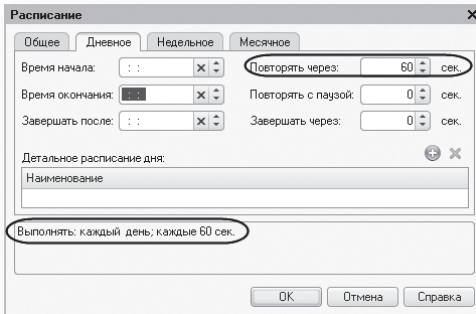 Расписание
Общее Дневное Недельное Месячное
Время начала: : : Повторять через: 60 сек.
Время окончания: : : Повторять с паузой: 0 сек.
Завершать после: : : Завершать через: 0 сек.
Детальное расписание дня:
Наименование
Выполнять: каждый день; каждые 60 сек.
OK Отмена Справка